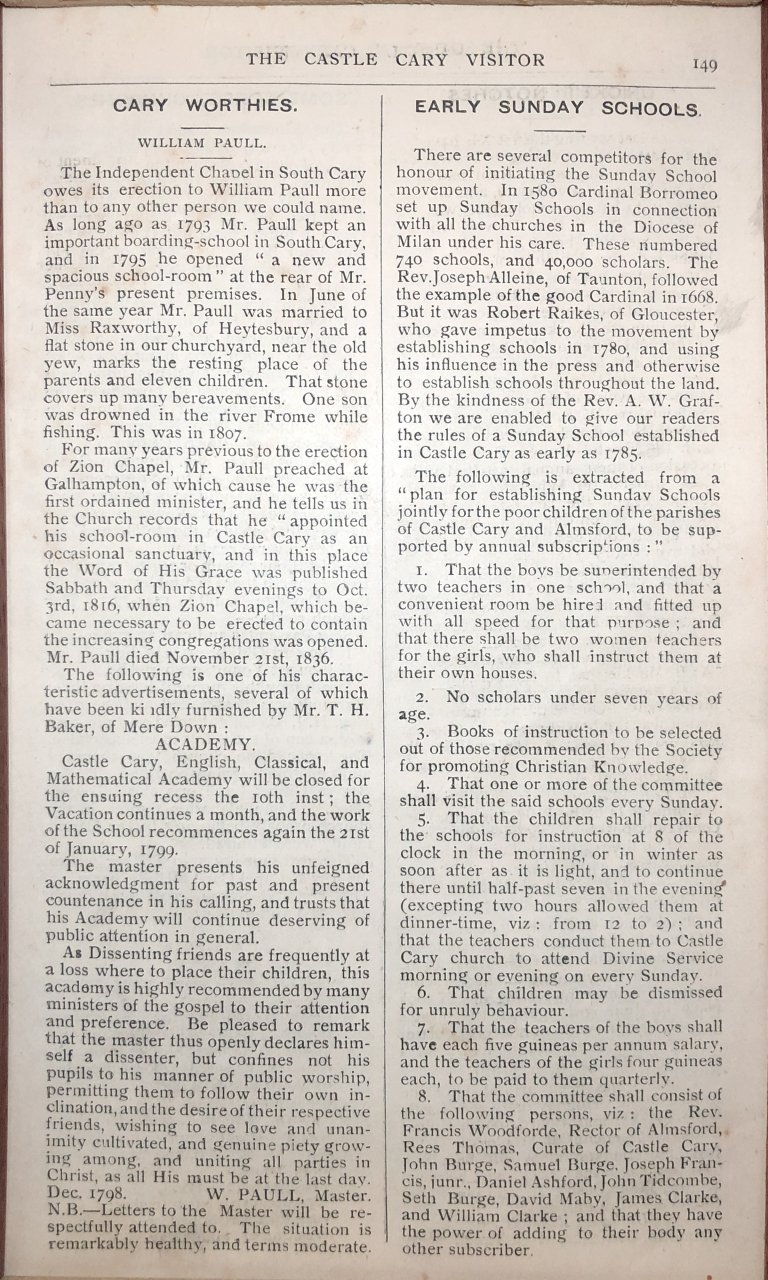 THE CASTLE CARY VISITOR 149
CARY WORTHIES.
WILLIAM PAULL.
The Independent Chapel in South Cary
owes its erection to William Paull more
than to any other person we could name.
As long ago as 1793 Mr. Paull kept an
important boarding-school in South Cary,
and in 1795 he opened " a new and
spacious school-room " at the rear of Mr.
Penny's present premises. In June of
the same year Mr. Paull was married to
Miss Raxworthy, of Heytesbury, and a
flat stone in our churchyard, near the old
yew, marks the resting place of the
parents and eleven children. That stone
covers up many bereavements. One son
was drowned in the river Frome while
fishing. This was in 1807.
For many years previous to the erection
of Zion Chapel, Mr. Paull preached at
Galhampton, of which cause he was the
first ordained minister, and he tells us in
the Church records that he " appointed
his school-room in Castle Cary as an
occasional sanctuary, and in this place
the Word of His Grace was published
Sabbath and Thursday evenings to Oct.
3rd, 1816, when Zion Chapel, which be-
came necessary to be erected to contain
the increasing congregations was opened.
Mr. Paull died November 21st, 1836.
The following is one of his charac-
teristic advertisements, several of which
have been ki idly furnished by Mr. T. H.
Baker, of Mere Down :
ACADEMY.
Castle Cary, English, Classical, and
Mathematical Academy will be closed for
the ensuing recess the 10th inst ; the
Vacation continues a month, and the work
of the School recommences again the 21st
of January, 1799.
The master presents his unfeigned
acknowledgment for past and present
countenance in his calling, and trusts that
his Academy will continue deserving of
public attention in general.
As Dissenting friends are frequently at
a loss where to place their children, this
academy is highly recommended by many
ministers of the gospel to their attention
and preference. Be pleased to remark
that the master thus openly declares him-
self a dissenter, but confines not his
pupils to his manner of public worship,
permitting them to follow their own in-
clination, and the desire of their respective
friends, wishing to see love and unan-
imity cultivated, and genuine piety grow-
ing among, and uniting all parties in
Christ, as all His must be at the last day.
Dec. 1798. W. PAULL, Master.
N.B.—Letters to the Master will be re-
spectfully attended to. The situation is
remarkably healthy, and terms moderate.
EARLY SUNDAY SCHOOLS.
There are several competitors for the
honour of initiating the Sunday School
movement. In 1580 Cardinal Borromeo
set up Sunday Schools in connection
with all the churches in the Diocese of
Milan under his care. These numbered
740 schools, and 40,000 scholars. The
Rev. Joseph Alleine, of Taunton, followed
the example of the good Cardinal in 1668.
But it was Robert Raikes, of Gloucester,
who gave impetus to the movement by
establishing schools in 1780, and using
his influence in the press and otherwise
to establish schools throughout the land.
By the kindness of the Rev. A. W. Graf-
ton we are enabled to give our readers
the rules of a Sunday School established
in Castle Cary as early as 1785.
The following is extracted from a
" plan for establishing Sunday Schools
jointly for the poor children of the parishes
of Castle Cary and Almsford, to be sup-
ported by annual subscriptions : "
1. That the boys be superintended by
two teachers in one school, and that a
convenient room be hired and fitted up
with all speed for that purpose ; and
that there shall be two women teachers
for the girls, who shall instruct them at
their own houses.
2. No scholars under seven years of
age.
3. Books of instruction to be selected
out of those recommended by the Society
for promoting Christian Knowledge.
4. That one or more of the committee
shall visit the said schools every Sunday.
5. That the children shall repair to
the schools for instruction at 8 of the
clock in the morning, or in winter as
soon after as it is light, and to continue
there until half-past seven in the evening
(excepting two hours allowed them at
dinner-time, viz : from 12 to 2) ; and
that the teachers conduct them to Castle
Cary church to attend Divine Service
morning or evening on every Sunday.
6. That children may be dismissed
for unruly behaviour.
7. That the teachers of the boys shall
have each five guineas per annum salary,
and the teachers of the girls four guineas
each, to be paid to them quarterly.
8. That the committee shall consist of
the following persons, viz : the Rev.
Francis Woodforde, Rector of Almsford,
Rees Thomas, Curate of Castle Cary,
John Burge, Samuel Burge, Joseph Fran-
cis, junr., Daniel Ashford, John Tidcombe,
Seth Burge, David Maby, James Clarke,
and William Clarke ; and that they have
the power of adding to their body any
other subscriber.